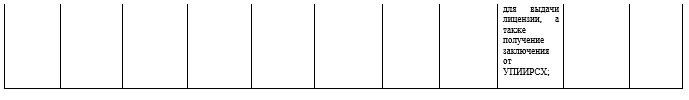 для выдачи
лицензии, а
также
получение
заключения
от
УПИИРСХ;